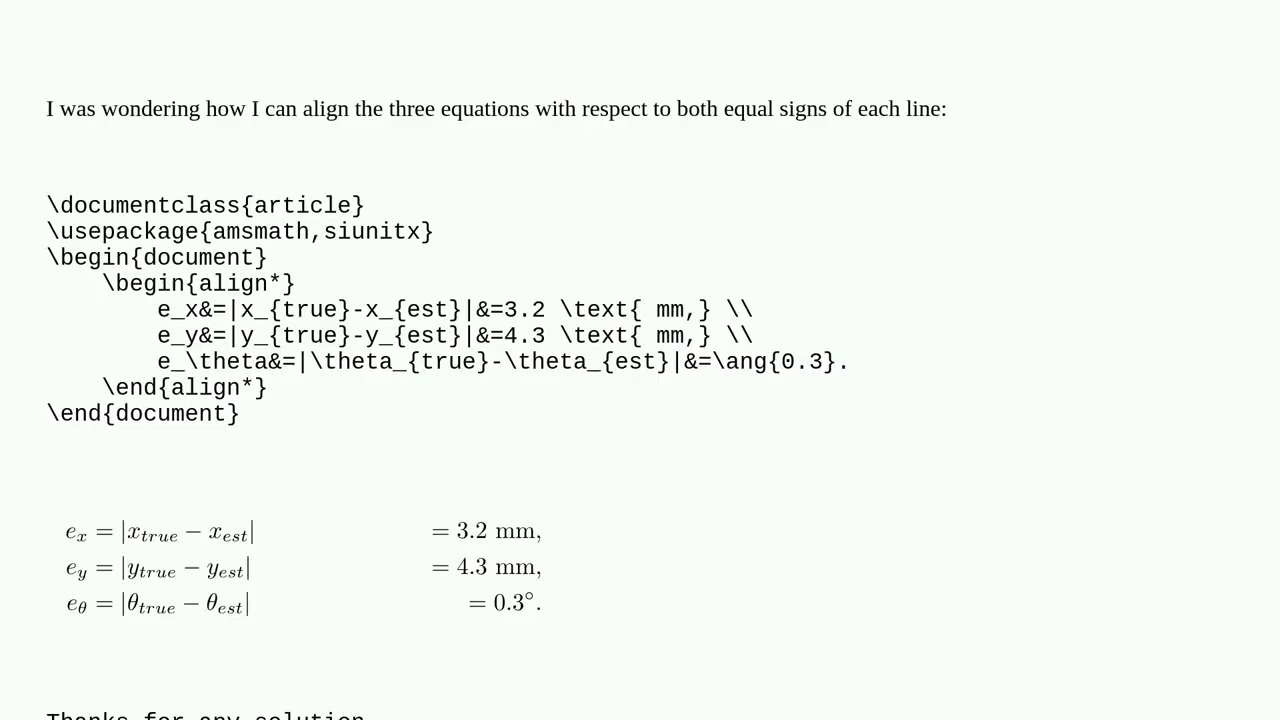 I was wondering how I can align the three equations with respect to both equal signs of each line:
\documentclass{article}
\usepackage{amsmath,siunitx}
\begin{document}
    \begin{align*}
        e_x&=|x_{true}-x_{est}|&=3.2 \text{ mm,} \\
        e_y&=|y_{true}-y_{est}|&=4.3 \text{ mm,} \\
        e_\theta&=|\theta_{true}-\theta_{est}|&=\ang{0.3}.
    \end{align*}
\end{document}
e_x = |x_{true} − x_{est}| = 3.2 mm,
e_y = |y_{true} − y_{est}| = 4.3 mm,
e_θ = |θ_{true} − θ_{est}| = 0.3°.
Thanks for any solution